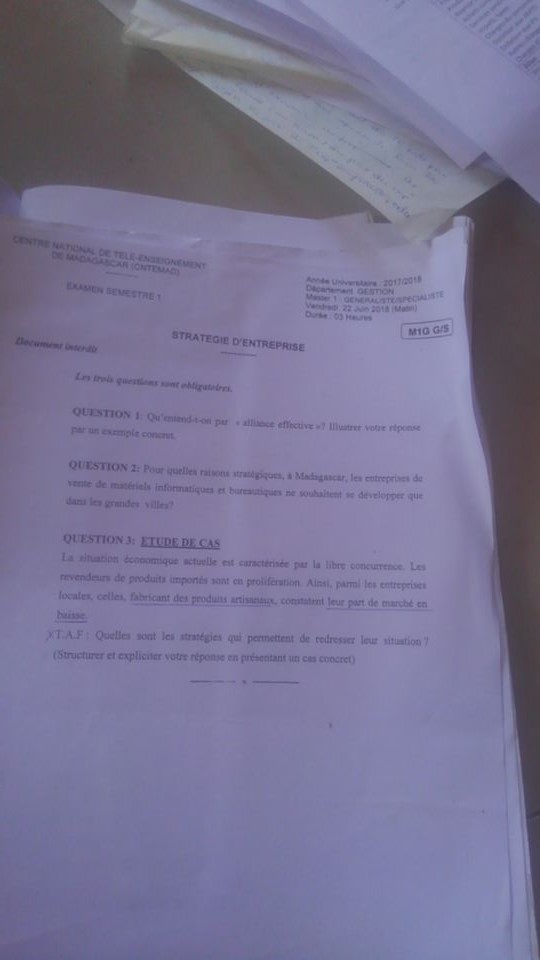 CENTRE NATIONAL DE TELE-ENSEIGNEMENT
DE MADAGASCAR (CNTEMAD)
EXAMEN SEMESTRE 1
Année Universitaire : 2017/2018
Département: GESTION
Master 1 : GENERALISTE/SPECIALISTE
Vendredi 22 Juin 2018 (Matin)
Durée : 03 Heures
M1G G/S
STRATEGIE D'ENTREPRISE
Document interdit
Les trois questions sont obligatoires.
QUESTION 1: Qu'entend-t-on par « alliance effective »? Illustrer votre réponse
par un exemple concret.
QUESTION 2: Pour quelles raisons stratégiques, à Madagascar, les entreprises de
vente de matériels informatiques et bureautiques ne souhaitent se développer que
dans les grandes villes?
QUESTION 3: ETUDE DE CAS
La situation économique actuelle est caractérisée par la libre concurrence. Les
revendeurs de produits importés sont en prolifération. Ainsi, parmi les entreprises
locales, celles, fabricant des produits artisanaux, constatent leur part de marché en
baisse.
T.A.F : Quelles sont les stratégies qui permettent de redresser leur situation ?
(Structurer et expliciter votre réponse en présentant un cas concret)